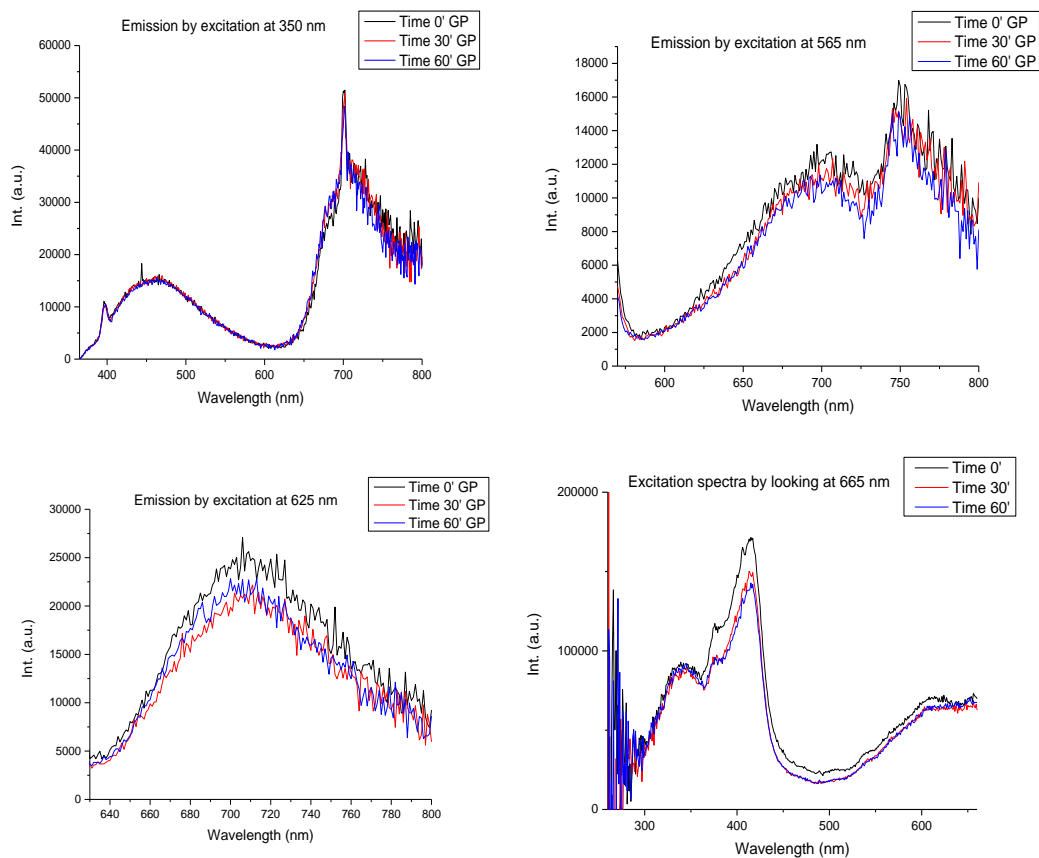 Emission by excitation at 350 nm
Time 0' GP
Time 30' GP
Time 60' GP
60000
50000
40000
30000
20000
10000
0
Int. (a.u.)
400 500 600 700 800
Wavelength (nm)
Emission by excitation at 565 nm
Time 0' GP
Time 30' GP
Time 60' GP
18000
16000
14000
12000
10000
8000
6000
4000
2000
0
Int. (a.u.)
600 650 700 750 800
Wavelength (nm)
Emission by excitation at 625 nm
Time 0' GP
Time 30' GP
Time 60' GP
30000
25000
20000
15000
10000
5000
0
Int. (a.u.)
640 660 680 700 720 740 760 780 800
Wavelength (nm)
Excitation spectra by looking at 665 nm
Time 0'
Time 30'
Time 60'
200000
100000
0
Int. (a.u.)
300 400 500 600
Wavelength (nm)